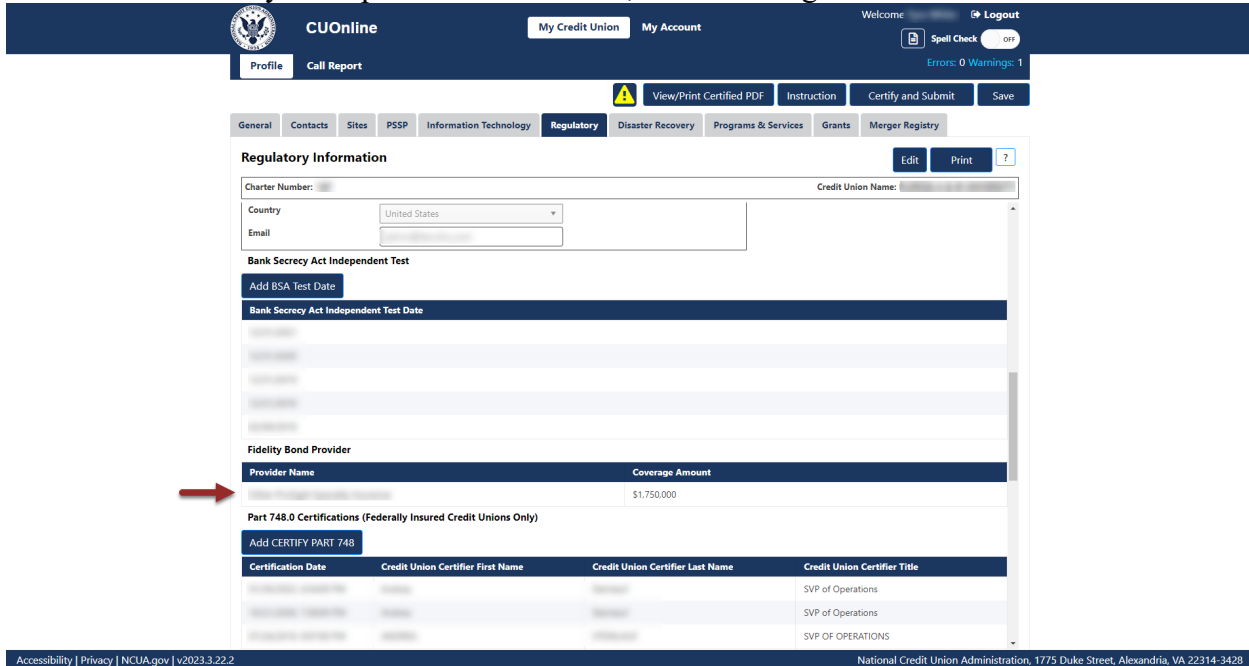 CUOnline
My Credit Union
My Account
Welcome
Logout
Spell Check OFF
Profile
Call Report
Errors: 0 Warnings: 1
View/Print Certified PDF
Instruction
Certify and Submit
Save
General
Contacts
Sites
PSSP
Information Technology
Regulatory
Disaster Recovery
Programs & Services
Grants
Merger Registry
Regulatory Information
Edit
Print
?
Charter Number:
Credit Union Name:
Country
United States
Email
Bank Secrecy Act Independent Test
Add BSA Test Date
Bank Secrecy Act Independent Test Date
Fidelity Bond Provider
Provider Name
Coverage Amount
$1,750,000
Part 748.0 Certifications (Federally Insured Credit Unions Only)
Add CERTIFY PART 748
Certification Date
Credit Union Certifier First Name
Credit Union Certifier Last Name
Credit Union Certifier Title
SVP of Operations
SVP of Operations
SVP OF OPERATIONS
Accessibility | Privacy | NCUA.gov | v2023.3.22.2
National Credit Union Administration, 1775 Duke Street, Alexandria, VA 22314-3428